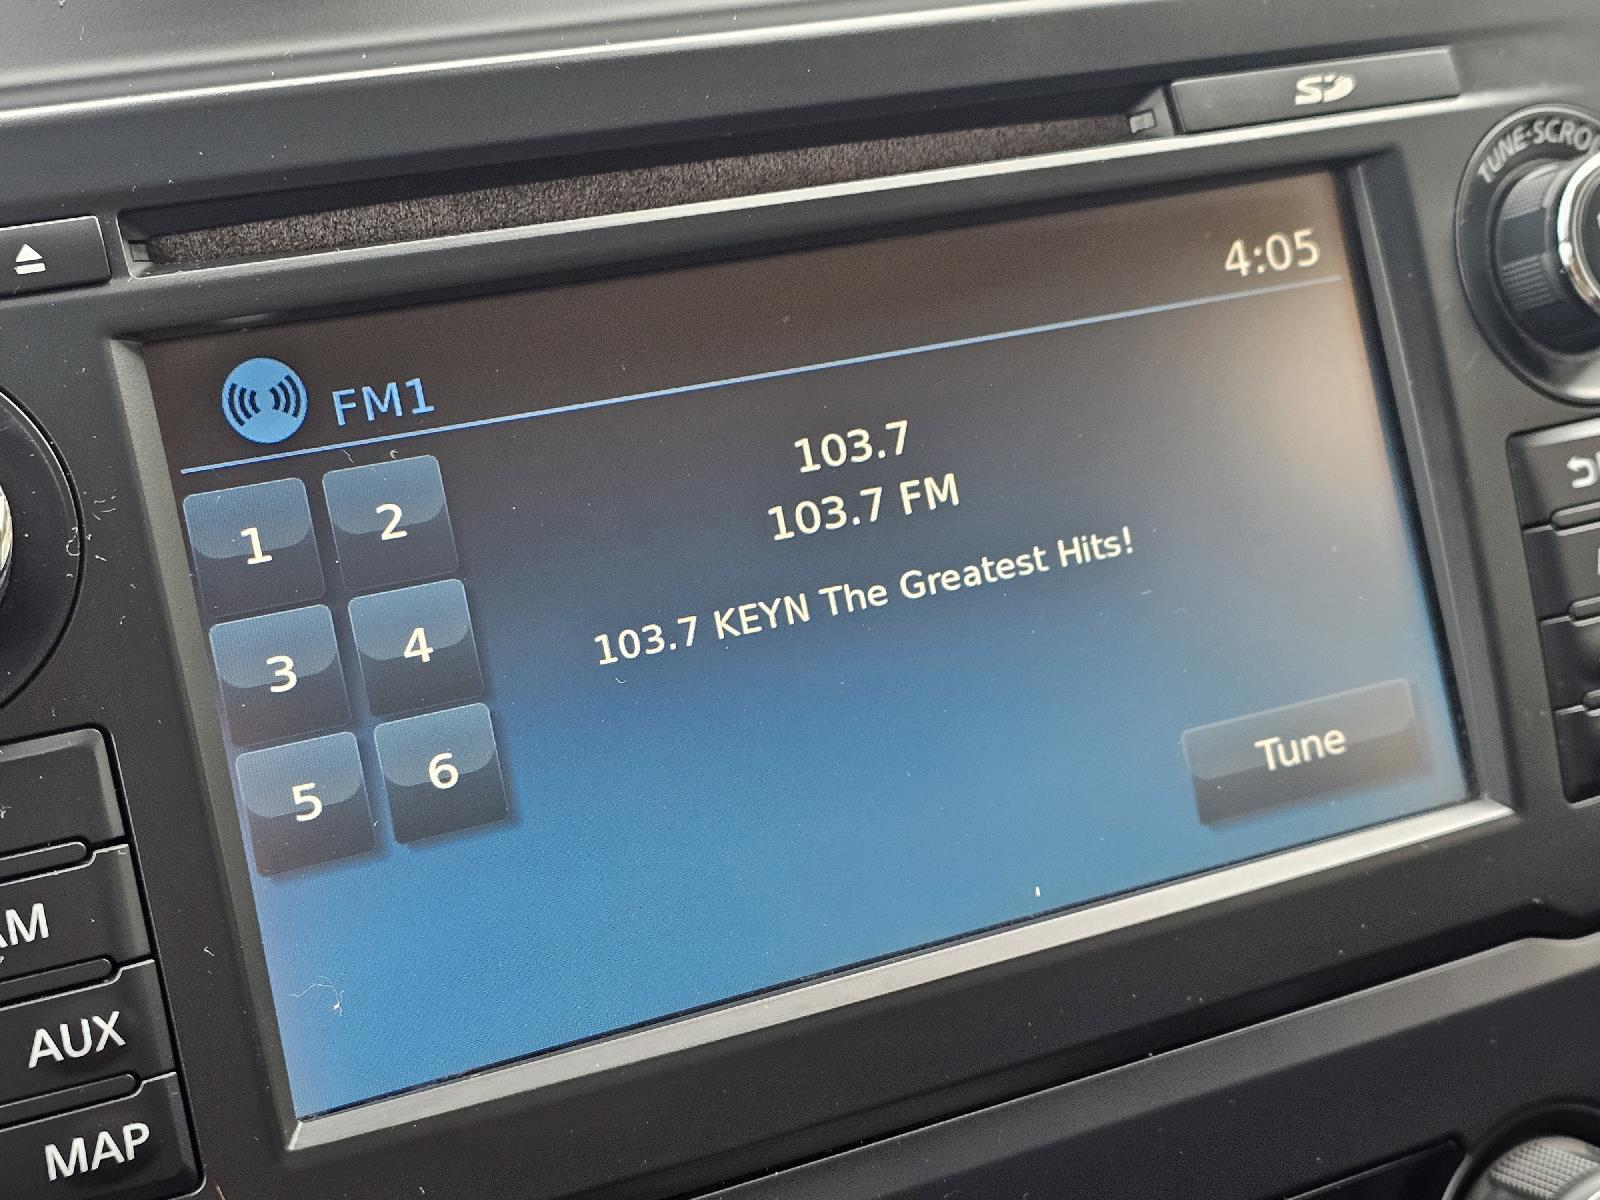 SD
TUNE·SCRO
4:05
FM1
103.7
103.7 FM
103.7 KEYN The Greatest Hits!
1
2
3
4
5
6
Tune
AM
AUX
MAP